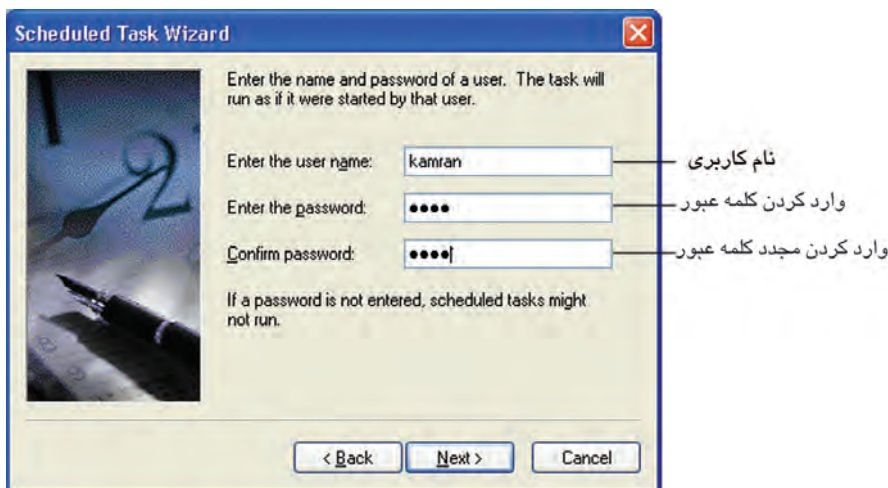 Scheduled Task Wizard
Enter the name and password of a user. The task will
run as if it were started by that user.
Enter the user name: kamran
نام کاربری
Enter the password: ●●●●
وارد کردن کلمه عبور
Confirm password: ●●●●
وارد کردن مجدد کلمه عبور
If a password is not entered, scheduled tasks might
not run.
< Back Next > Cancel